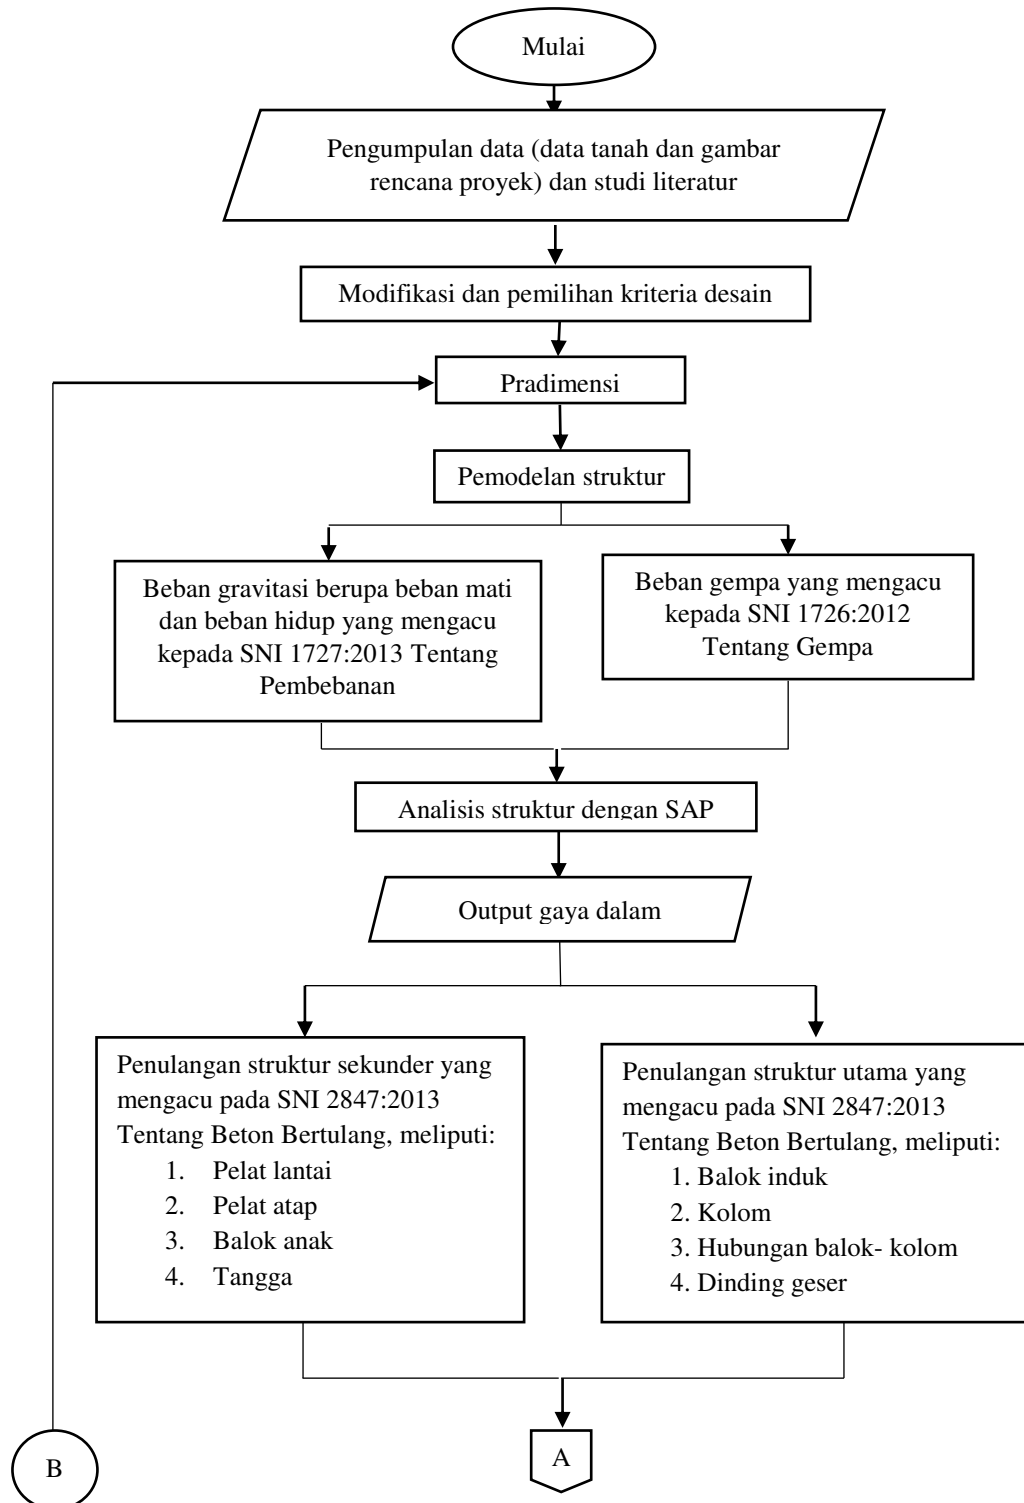 Mulai
Pengumpulan data (data tanah dan gambar
rencana proyek) dan studi literatur
Modifikasi dan pemilihan kriteria desain
Pradimensi
Pemodelan struktur
Beban gravitasi berupa beban mati
dan beban hidup yang mengacu
kepada SNI 1727:2013 Tentang
Pembebanan
Beban gempa yang mengacu
kepada SNI 1726:2012
Tentang Gempa
Analisis struktur dengan SAP
Output gaya dalam
Penulangan struktur sekunder yang
mengacu pada SNI 2847:2013
Tentang Beton Bertulang, meliputi:
1. Pelat lantai
2. Pelat atap
3. Balok anak
4. Tangga
Penulangan struktur utama yang
mengacu pada SNI 2847:2013
Tentang Beton Bertulang, meliputi:
1. Balok induk
2. Kolom
3. Hubungan balok- kolom
4. Dinding geser
B
A